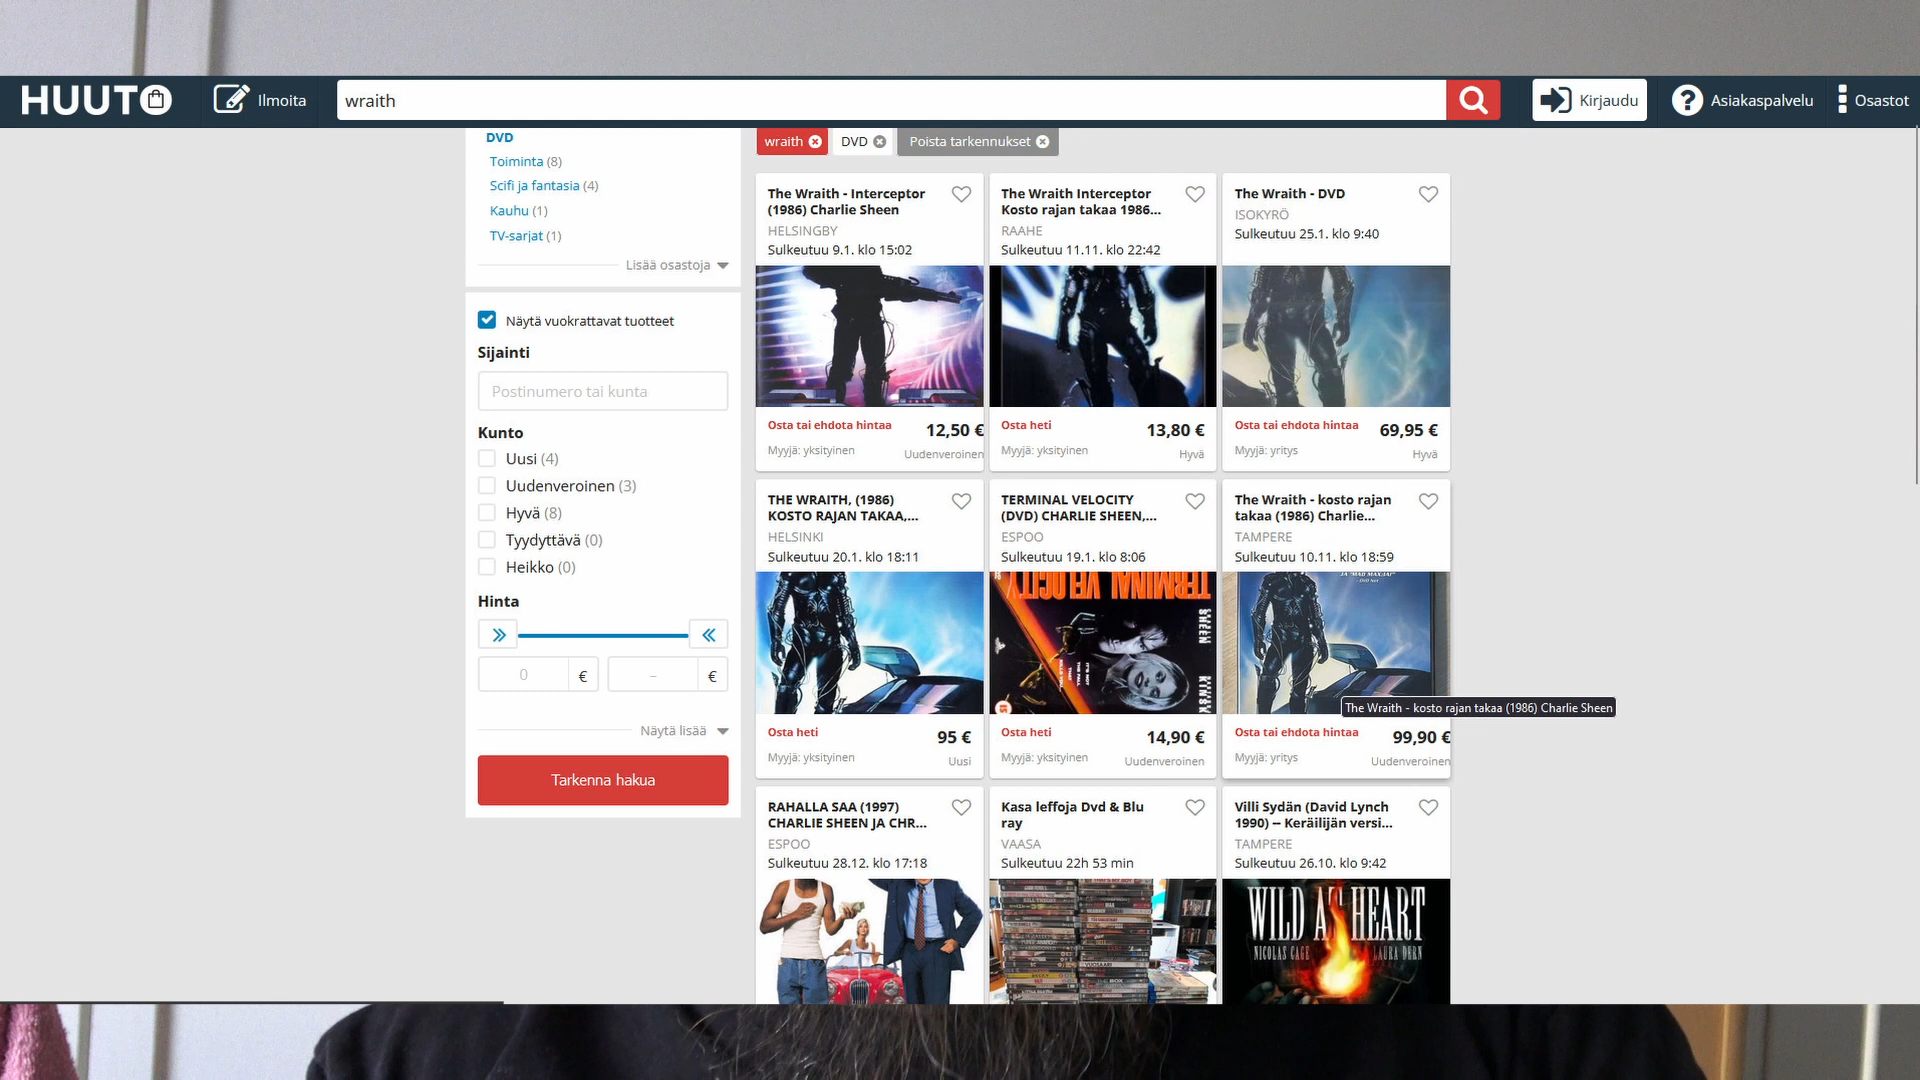 HUUTO
Ilmoita
wraith
Kirjaudu
? Asiakaspalvelu
Osastot
DVD
Toiminta (8)
Scifi ja fantasia (4)
Kauhu (1)
TV-sarjat (1)
Lisää osastoja
Näytä vuokrattavat tuotteet
Sijainti
Postinumero tai kunta
Kunto
Uusi (4)
Uudenveroinen (3)
Hyvä (8)
Tyydyttävä (0)
Heikko (0)
Hinta
0 €
– €
Näytä lisää
Tarkenna hakua
wraith
DVD
Poista tarkennukset
The Wraith - Interceptor
(1986) Charlie Sheen
HELSINGBY
Sulkeutuu 9.1. klo 15:02
Osta tai ehdota hintaa
12,50 €
Myyjä: yksityinen
Uudenveroinen
The Wraith Interceptor
Kosto rajan takaa 1986...
RAAHE
Sulkeutuu 11.11. klo 22:42
Osta heti
13,80 €
Myyjä: yksityinen
Hyvä
The Wraith - DVD
ISOKYRÖ
Sulkeutuu 25.1. klo 9:40
Osta tai ehdota hintaa
69,95 €
Myyjä: yritys
Hyvä
THE WRAITH, (1986)
KOSTO RAJAN TAKAA,...
HELSINKI
Sulkeutuu 20.1. klo 18:11
Osta heti
95 €
Myyjä: yksityinen
Uusi
TERMINAL VELOCITY
(DVD) CHARLIE SHEEN,...
ESPOO
Sulkeutuu 19.1. klo 8:06
TERMINAL VELOCITY
SHEEN
KINSK
15
Osta heti
14,90 €
Myyjä: yksityinen
Uudenveroinen
The Wraith - kosto rajan
takaa (1986) Charlie...
TAMPERE
Sulkeutuu 10.11. klo 18:59
JA "MAD MAXIA!"
The Wraith - kosto rajan takaa (1986) Charlie Sheen
Osta tai ehdota hintaa
99,90 €
Myyjä: yritys
Uudenveroinen
RAHALLA SAA (1997)
CHARLIE SHEEN JA CHR...
ESPOO
Sulkeutuu 28.12. klo 17:18
Kasa leffoja Dvd & Blu
ray
VAASA
Sulkeutuu 22h 53 min
Villi Sydän (David Lynch
1990) -- Keräilijän versi...
TAMPERE
Sulkeutuu 26.10. klo 9:42
WILD AT HEART
NICOLAS CAGE
LAURA DERN